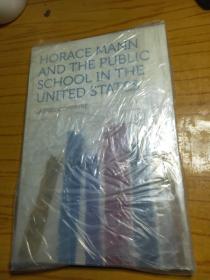 HORACE MANN
AND THE PUBLIC
SCHOOL IN THE
UNITED STATES